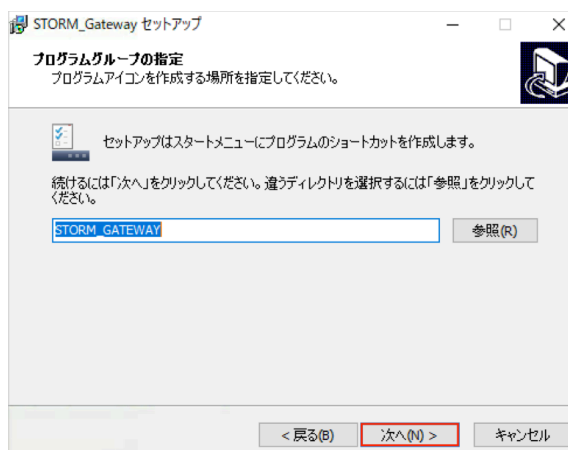 STORM_Gateway セットアップ
プログラムグループの指定
プログラムアイコンを作成する場所を指定してください。
セットアップはスタートメニューにプログラムのショートカットを作成します。
続けるには「次へ」をクリックしてください。違うディレクトリを選択するには「参照」をクリックして
ください。
STORM_GATEWAY
参照(R)
< 戻る(B)
次へ(N) >
キャンセル